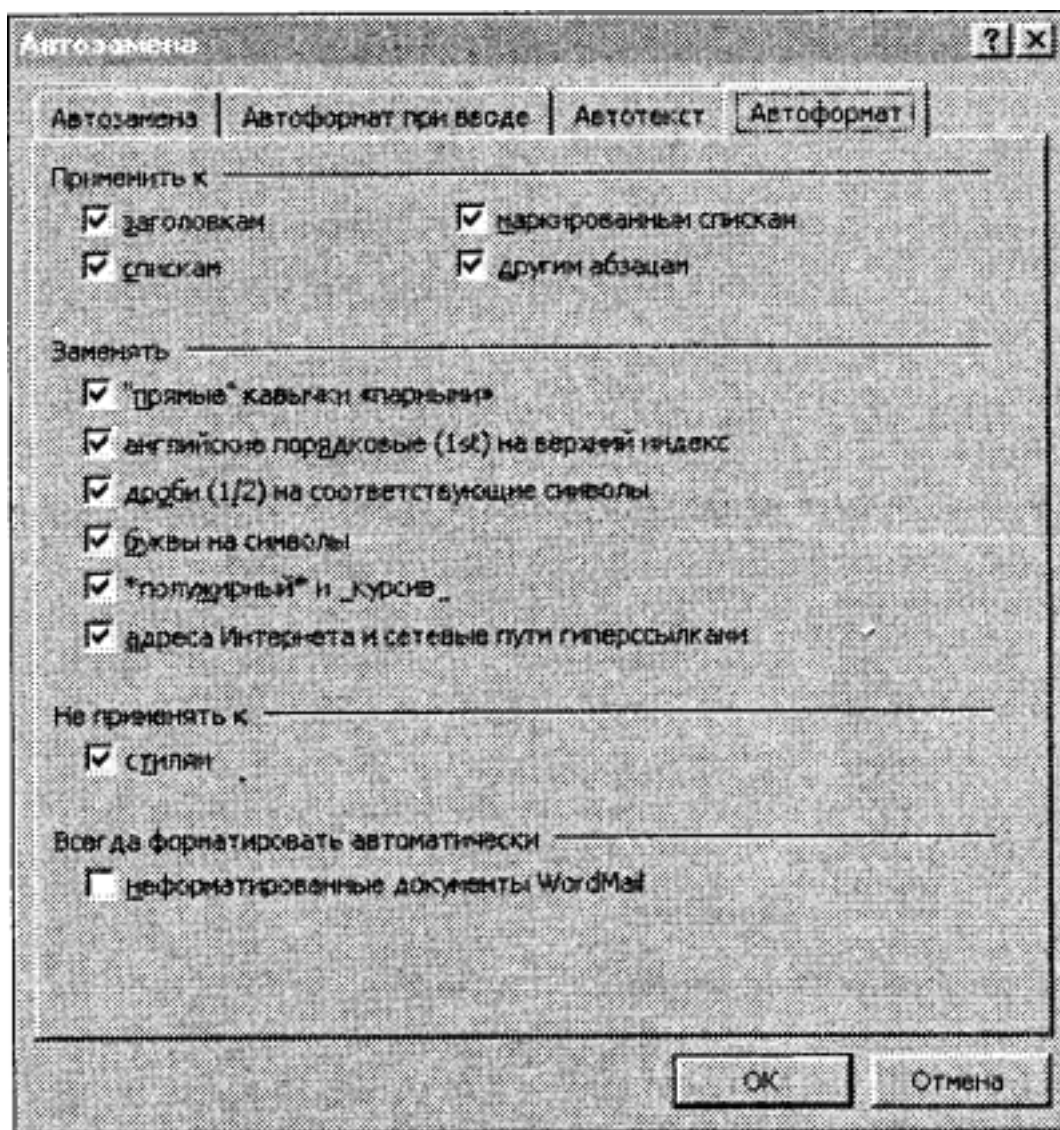 Автозамена
Автозамена Автоформат при вводе Автотекст Автоформат
Применить к
заголовкам маркированным спискам
спискам другим абзацам
Заменять
"прямые" кавычки «парными»
английские порядковые (1st) на верхний индекс
дроби (1/2) на соответствующие символы
буквы на символы
*полужирный* и _курсив_
адреса Интернета и сетевые пути гиперссылками
Не применять к
стилям
Всегда форматировать автоматически
неформатированные документы WordMail
ОК Отмена